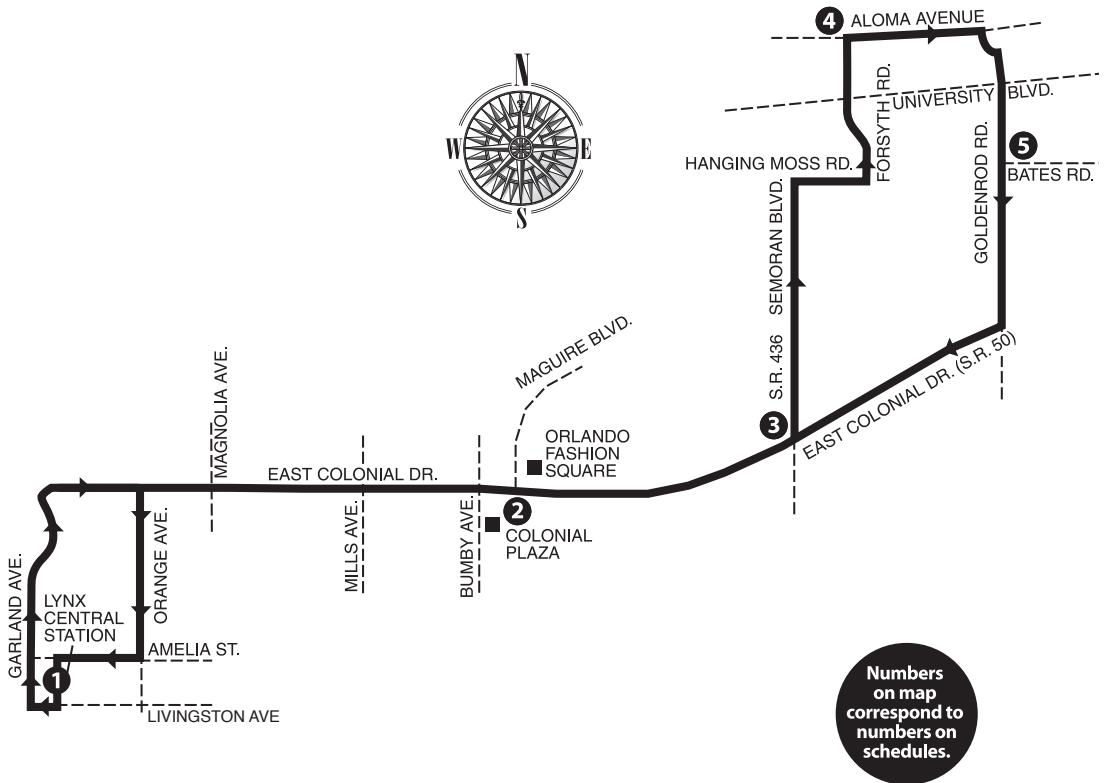 4
ALOMA AVENUE
N
W
E
S
FORSYTH RD.
UNIVERSITY BLVD.
HANGING MOSS RD.
GOLDENROD RD.
5
BATES RD.
S.R. 436 SEMORAN BLVD.
MAGUIRE BLVD.
EAST COLONIAL DR. (S.R. 50)
3
MAGNOLIA AVE.
ORLANDO
FASHION
SQUARE
EAST COLONIAL DR.
2
COLONIAL
PLAZA
MILLS AVE.
BUMBY AVE.
GARLAND AVE.
ORANGE AVE.
LYNX
CENTRAL
STATION
1
AMELIA ST.
LIVINGSTON AVE
Numbers
on map
correspond to
numbers on
schedules.